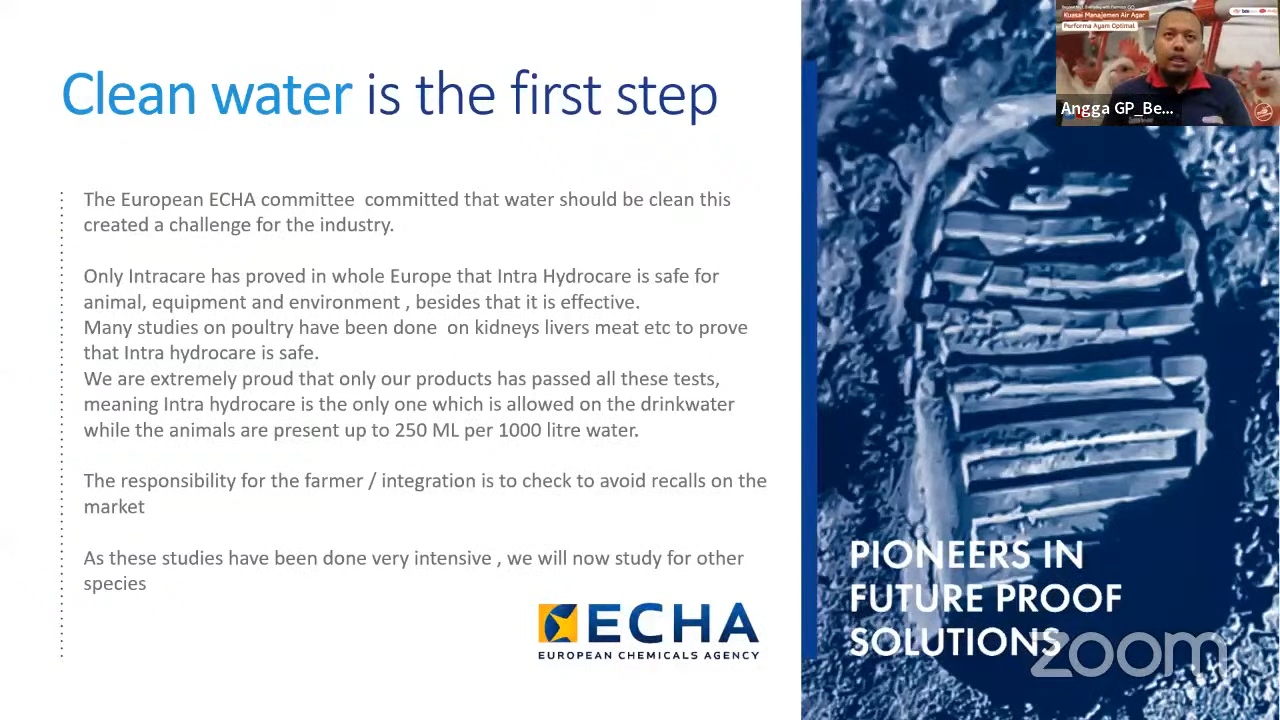 Clean water is the first step
The European ECHA committee committed that water should be clean this
created a challenge for the industry.
Only Intracare has proved in whole Europe that Intra Hydrocare is safe for
animal, equipment and environment , besides that it is effective.
Many studies on poultry have been done on kidneys livers meat etc to prove
that Intra hydrocare is safe.
We are extremely proud that only our products has passed all these tests,
meaning Intra hydrocare is the only one which is allowed on the drinkwater
while the animals are present up to 250 ML per 1000 litre water.
The responsibility for the farmer / integration is to check to avoid recalls on the
market
As these studies have been done very intensive , we will now study for other
species
ECHA
EUROPEAN CHEMICALS AGENCY
Kuasai Manajemen Air Agar
Performa Ayam Optimal
Angga GP_Be...
PIONEERS IN
FUTURE PROOF
SOLUTIONS
zoom